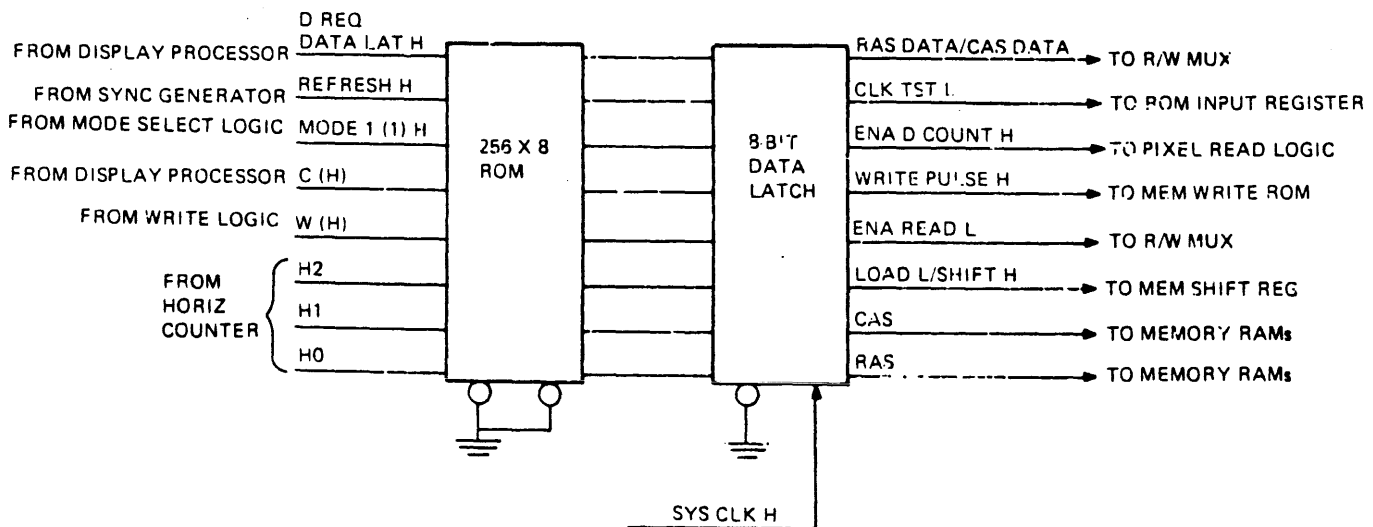 D REQ
FROM DISPLAY PROCESSOR DATA LAT H RAS DATA/CAS DATA TO R/W MUX
FROM SYNC GENERATOR REFRESH H CLK TST L TO ROM INPUT REGISTER
FROM MODE SELECT LOGIC MODE 1 (1) H ENA D COUNT H TO PIXEL READ LOGIC
256 X 8
ROM
8-BIT
DATA
LATCH
FROM DISPLAY PROCESSOR C (H) WRITE PULSE H TO MEM WRITE ROM
FROM WRITE LOGIC W (H) ENA READ L TO R/W MUX
FROM
HORIZ
COUNTER
H2 LOAD L/SHIFT H TO MEM SHIFT REG
H1 CAS TO MEMORY RAMs
H0 RAS TO MEMORY RAMs
SYS CLK H